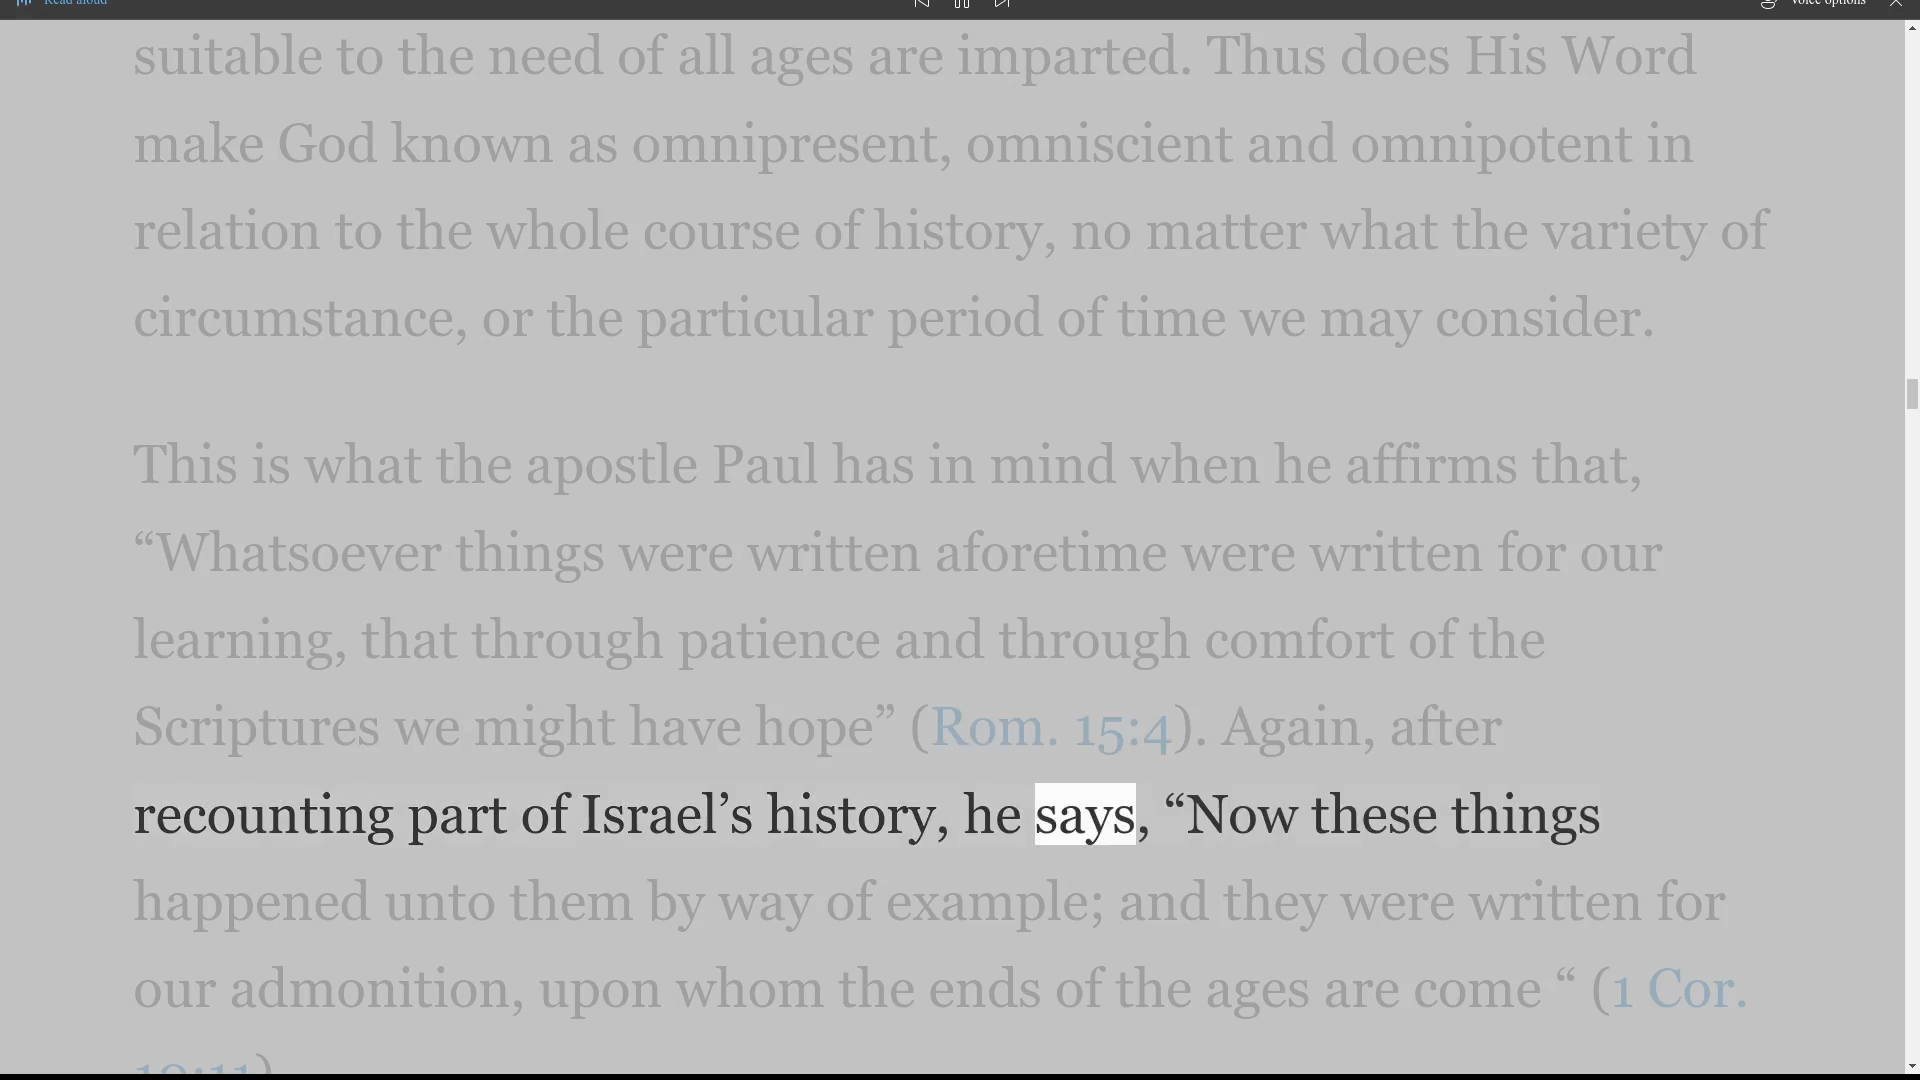 Read aloud
Voice options
suitable to the need of all ages are imparted. Thus does His Word
make God known as omnipresent, omniscient and omnipotent in
relation to the whole course of history, no matter what the variety of
circumstance, or the particular period of time we may consider.
This is what the apostle Paul has in mind when he affirms that,
“Whatsoever things were written aforetime were written for our
learning, that through patience and through comfort of the
Scriptures we might have hope” (Rom. 15:4). Again, after
recounting part of Israel’s history, he says, “Now these things
happened unto them by way of example; and they were written for
our admonition, upon whom the ends of the ages are come “ (1 Cor.
10:11)